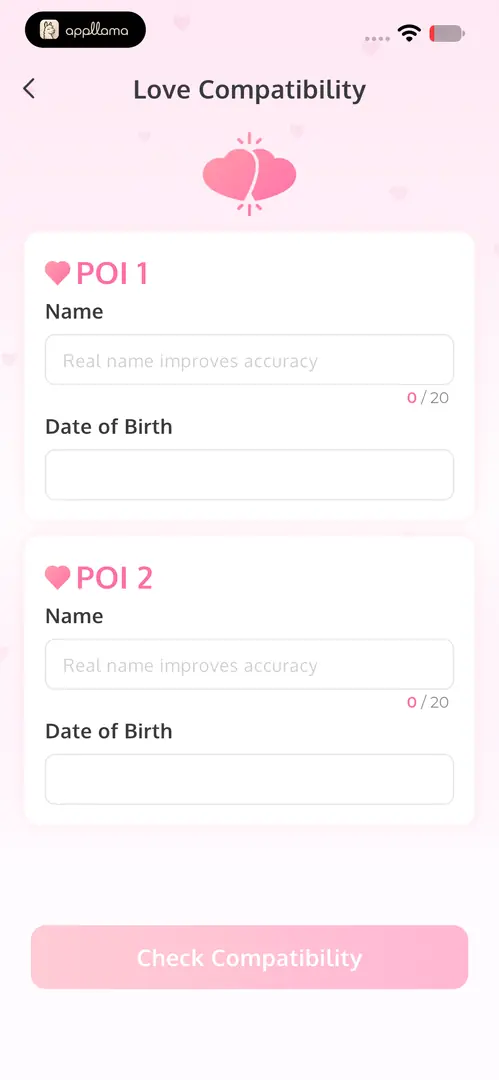 appllama
Love Compatibility
POI 1
Name
Real name improves accuracy
0 / 20
Date of Birth
POI 2
Name
Real name improves accuracy
0 / 20
Date of Birth
Check Compatibility